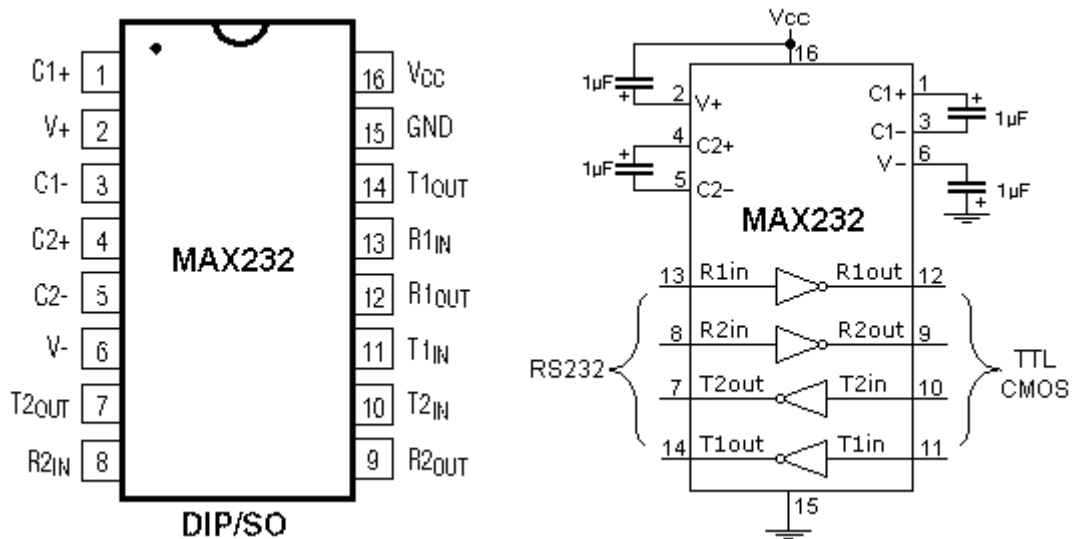 C1+ 1
V+ 2
C1- 3
C2+ 4
C2- 5
V- 6
T2OUT 7
R2IN 8
MAX232
16 VCC
15 GND
14 T1OUT
13 R1IN
12 R1OUT
11 T1IN
10 T2IN
9 R2OUT
DIP/SO
Vcc
16
1µF + 2 V+
C1+ 1 +
C1- 3 1µF
4 C2+
1µF +
5 C2-
V- 6
1µF +
MAX232
13 R1in R1out 12
8 R2in R2out 9
RS232
7 T2out T2in 10
TTL
CMOS
14 T1out T1in 11
15